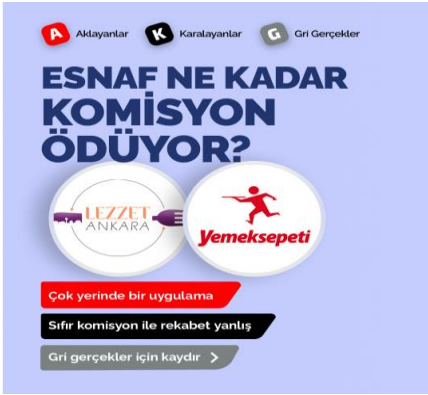 A Aklayanlar K Karalayanlar G Gri Gerçekler
ESNAF NE KADAR
KOMİSYON
ÖDÜYOR?
LEZZET
ANKARA
Yemeksepeti
Çok yerinde bir uygulama
Sıfır komisyon ile rekabet yanlış
Gri gerçekler için kaydır >